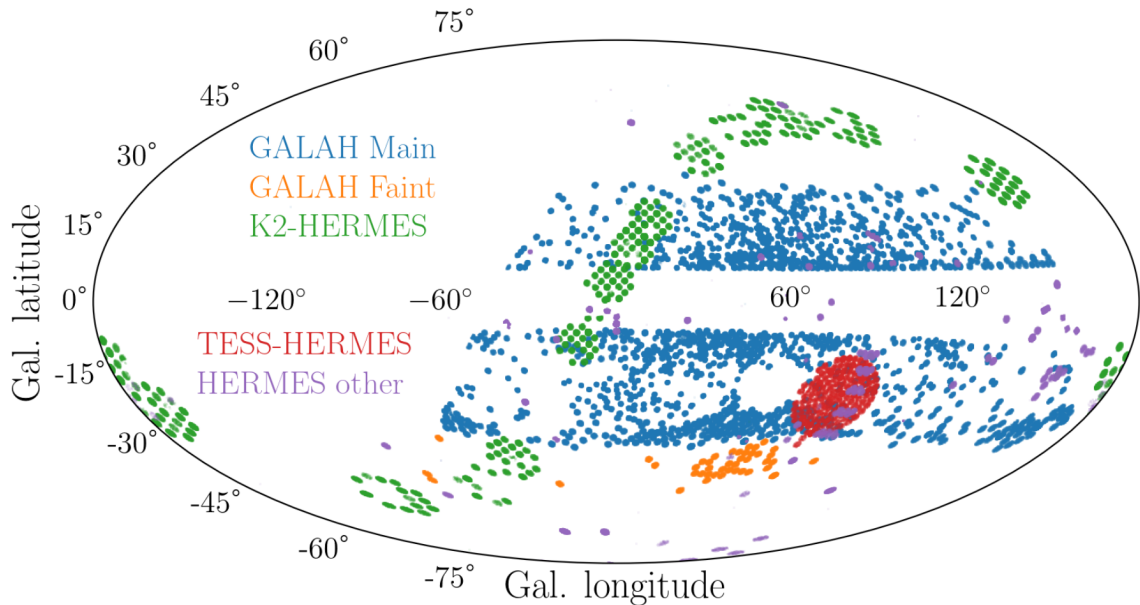 75°
60°
45°
30°
15°
0°
-15°
-30°
-45°
-60°
-75°
Gal. latitude
GALAH Main
GALAH Faint
K2-HERMES
−120° −60° 60° 120°
TESS-HERMES
HERMES other
Gal. longitude